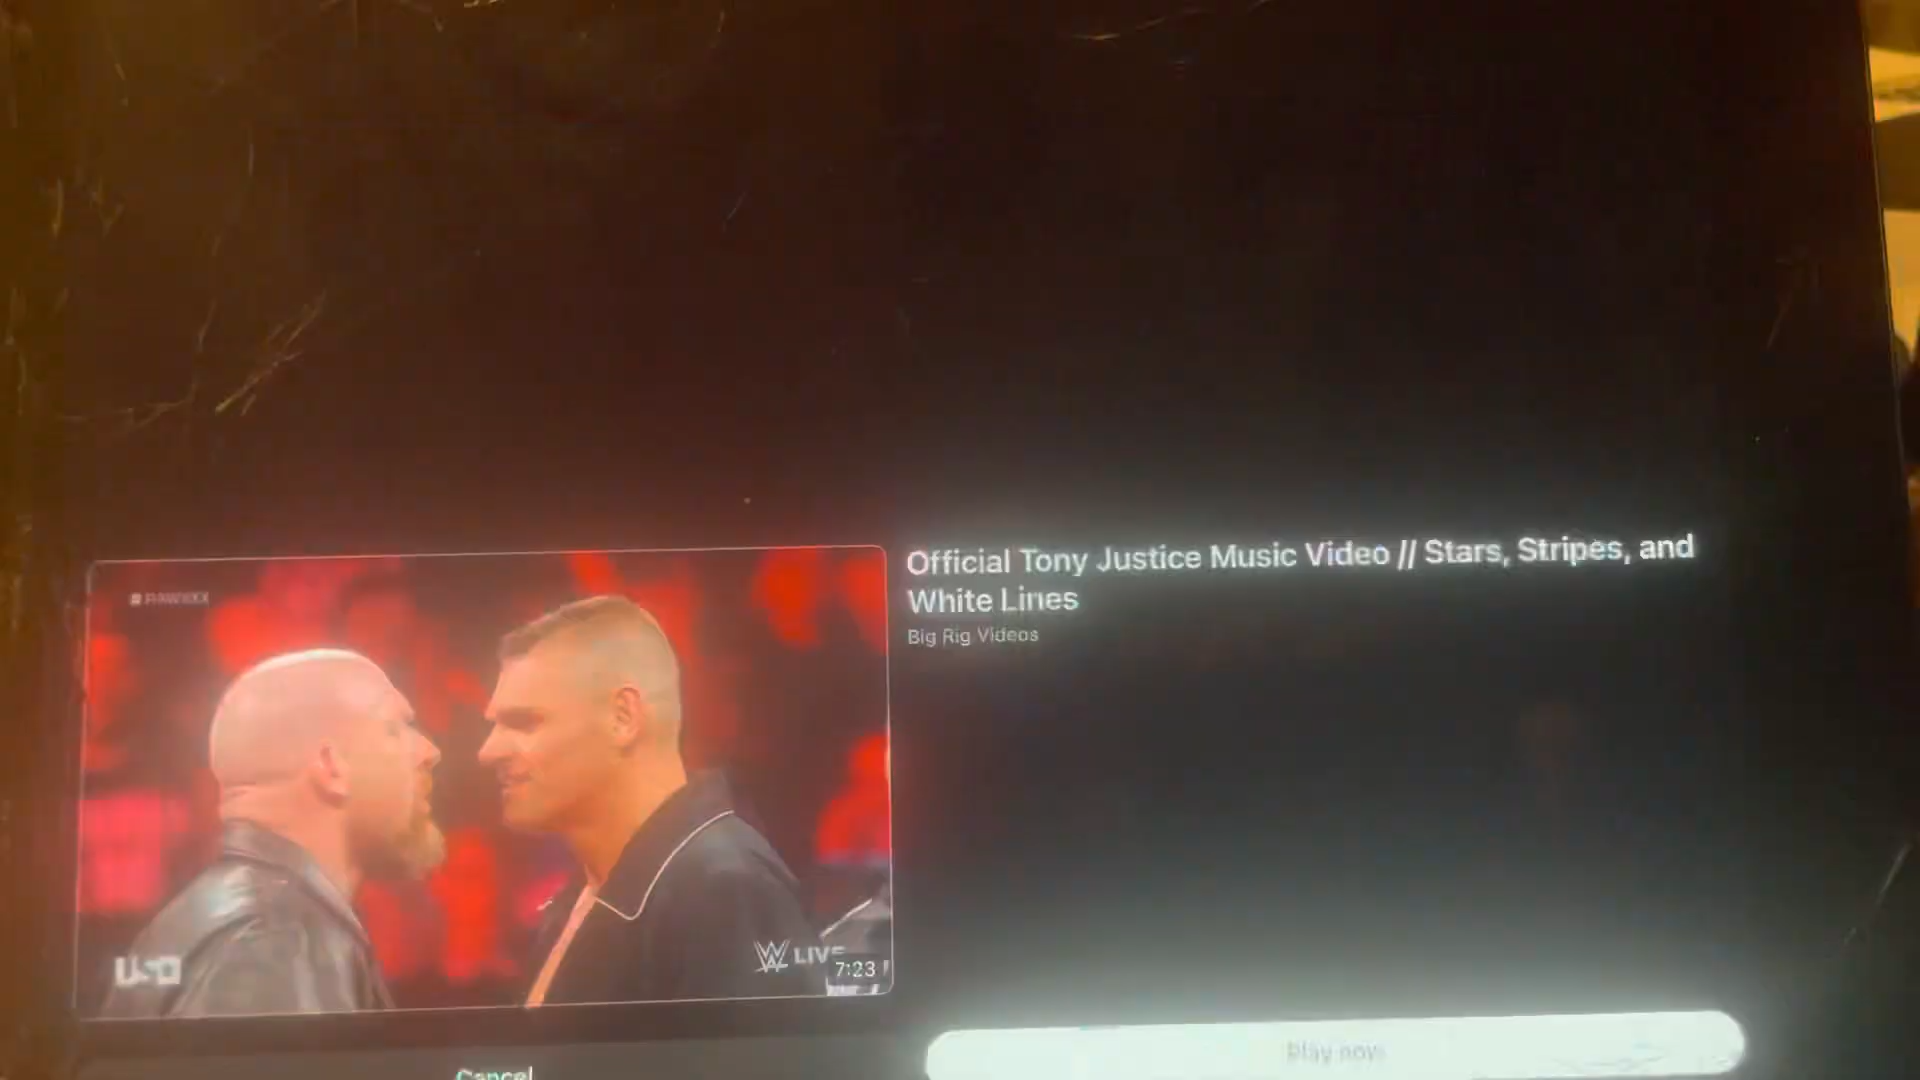 Official Tony Justice Music Video // Stars, Stripes, and
White Lines
Big Rig Videos
USA
W LIVE
7:23
Play now
Cancel